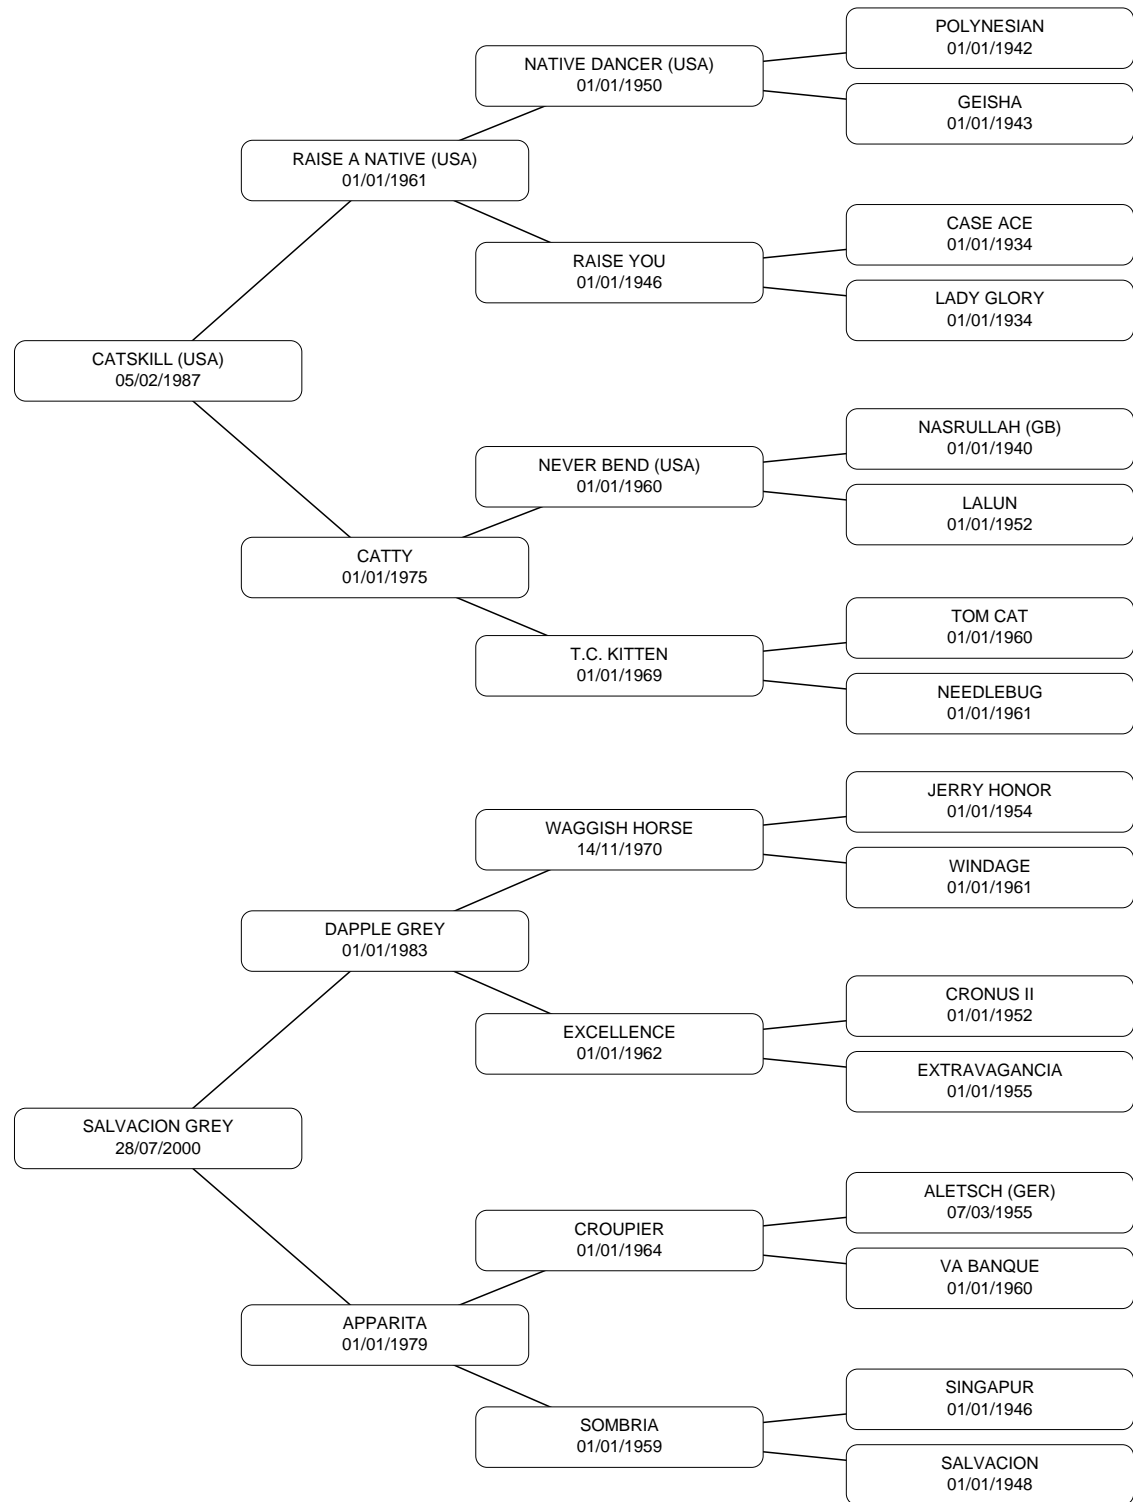 POLYNESIAN
01/01/1942
NATIVE DANCER (USA)
01/01/1950
GEISHA
01/01/1943
RAISE A NATIVE (USA)
01/01/1961
CASE ACE
01/01/1934
RAISE YOU
01/01/1946
LADY GLORY
01/01/1934
CATSKILL (USA)
05/02/1987
NASRULLAH (GB)
01/01/1940
NEVER BEND (USA)
01/01/1960
LALUN
01/01/1952
CATTY
01/01/1975
TOM CAT
01/01/1960
T.C. KITTEN
01/01/1969
NEEDLEBUG
01/01/1961
JERRY HONOR
01/01/1954
WAGGISH HORSE
14/11/1970
WINDAGE
01/01/1961
DAPPLE GREY
01/01/1983
CRONUS II
01/01/1952
EXCELLENCE
01/01/1962
EXTRAVAGANCIA
01/01/1955
SALVACION GREY
28/07/2000
ALETSCH (GER)
07/03/1955
CROUPIER
01/01/1964
VA BANQUE
01/01/1960
APPARITA
01/01/1979
SINGAPUR
01/01/1946
SOMBRIA
01/01/1959
SALVACION
01/01/1948